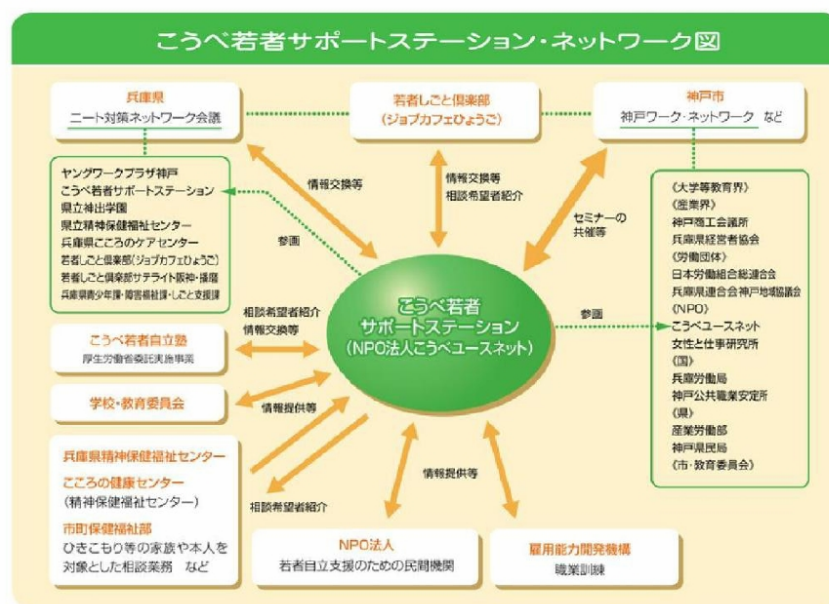 こうべ若者サポートステーション・ネットワーク図
兵庫県
ニート対策ネットワーク会議
若者しごと倶楽部
(ジョブカフェひょうご)
神戸市
神戸ワーク・ネットワーク など
ヤングワークプラザ神戸
こうべ若者サポートステーション
県立神出学園
県立精神保健福祉センター
兵庫県こころのケアセンター
若者しごと倶楽部(ジョブカフェひょうご)
若者しごと倶楽部サテライト阪神・播磨
兵庫県青少年課・障害福祉課・しごと支援課
情報交換等
情報交換等
相談希望者紹介
セミナーの
共催等
参画
《大学等教育界》
《産業界》
神戸商工会議所
兵庫県経営者協会
《労働団体》
日本労働組合総連合会
兵庫県連合会神戸地域協議会
《NPO》
こうべユースネット
女性と仕事研究所
《国》
兵庫労働局
神戸公共職業安定所
《県》
産業労働部
神戸県民局
《市・教育委員会》
こうべ若者
サポートステーション
(NPO法人こうべユースネット)
参画
相談希望者紹介
情報交換等
こうべ若者自立塾
厚生労働省委託実施事業
学校・教育委員会
情報提供等
兵庫県精神保健福祉センター
こころの健康センター
(精神保健福祉センター)
市町保健福祉部
ひきこもり等の家族や本人を
対象とした相談業務 など
相談希望者紹介
情報提供等
NPO法人
若者自立支援のための民間機関
雇用能力開発機構
職業訓練